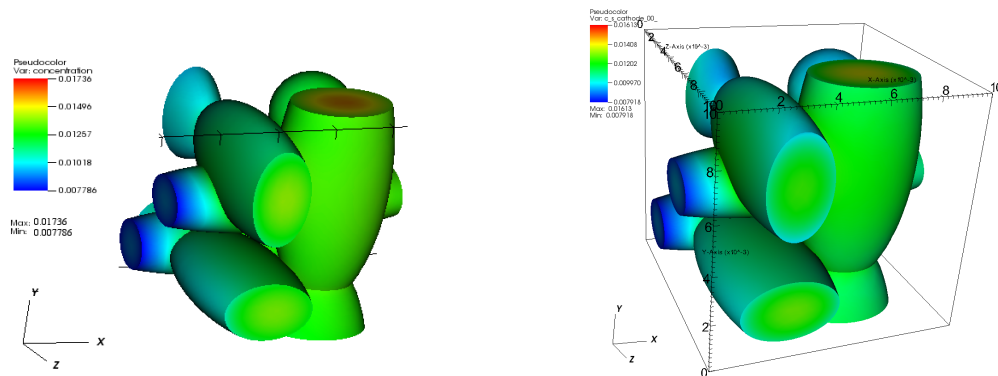 Pseudocolor
Var: concentration
0.01736
0.01496
0.01257
0.01018
0.007786
Max: 0.01736
Min: 0.007786
Y
X
Z
Pseudocolor
Var: c_s_cathode_00_
0.01613
0.01408
0.01202
0.009970
0.007918
Max: 0.01613
Min: 0.007918
0
2
4
6
8
10
Z-Axis (x10^-3)
X-Axis (x10^-3)
2
4
6
8
10
10
8
6
Y-Axis (x10^-3)
4
2
0
Y
X
Z